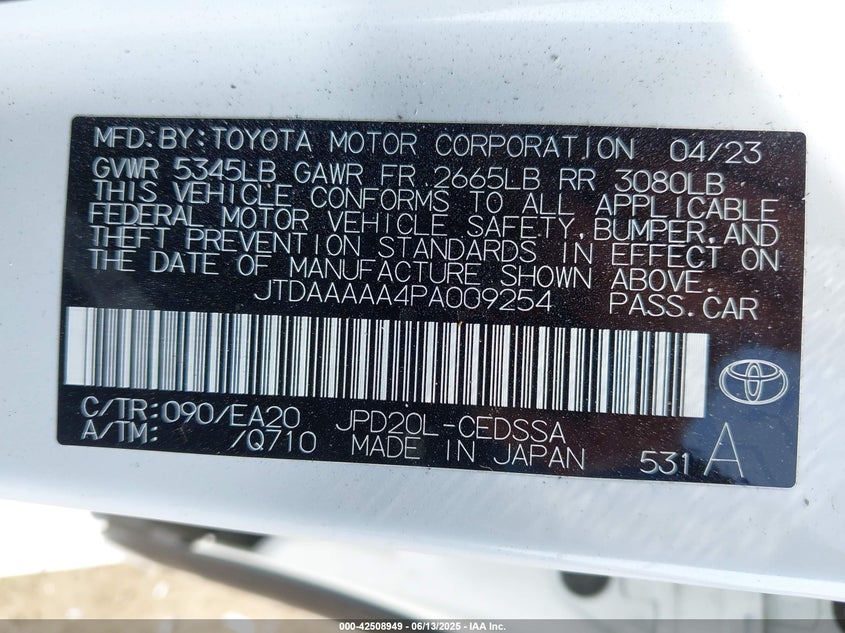 MFD.BY:TOYOTA MOTOR CORPORATION 04/23
GVWR 5345LB GAWR FR 2665LB RR 3080LB
THIS VEHICLE CONFORMS TO ALL APPLICABLE
FEDERAL MOTOR VEHICLE SAFETY,BUMPER,AND
THEFT PREVENTION STANDARDS IN EFFECT ON
THE DATE OF MANUFACTURE SHOWN ABOVE.
JTDAAAAA4PA009254 PASS.CAR
C/TR:090/EA20 JPD20L-CEDSSA
A/TM: /Q710 MADE IN JAPAN 531 A
000-42508949 - 06/13/2025 - IAA Inc.